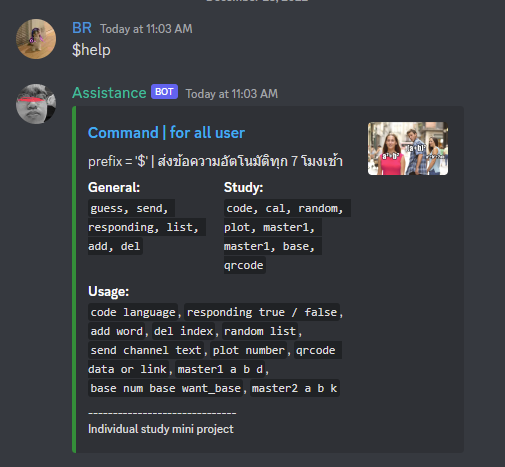 BR Today at 11:03 AM
$help
Assistance BOT Today at 11:03 AM
Command | for all user
prefix = '$' | ส่งข้อความอัตโนมัติทุก 7 โมงเช้า
General:
guess, send,
responding, list,
add, del
Study:
code, cal, random,
plot, master1,
master1, base,
qrcode
Usage:
code language, responding true / false,
add word, del index, random list,
send channel text, plot number, qrcode
data or link, master1 a b d,
base num base want_base, master2 a b k
------------------------------
Individual study mini project